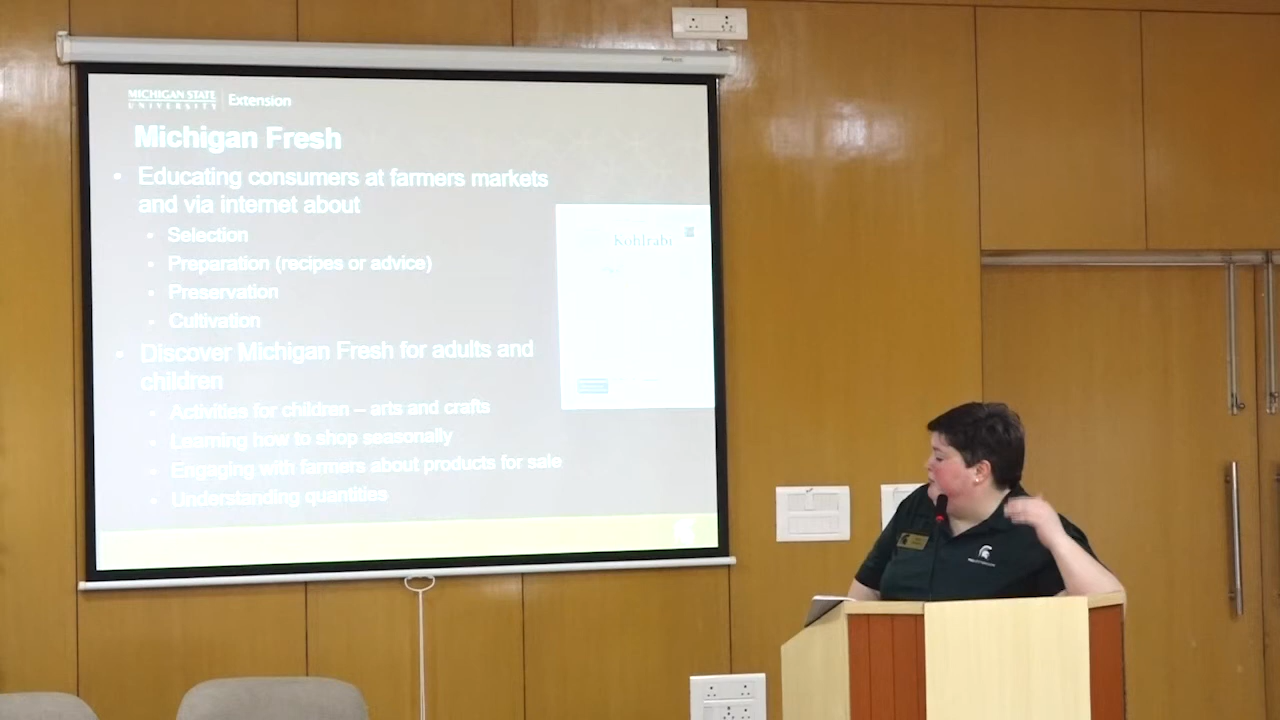 MICHIGAN STATE
UNIVERSITY
Extension
Michigan Fresh
• Educating consumers at farmers markets
and via internet about
• Selection
• Preparation (recipes or advice)
• Preservation
• Cultivation
• Discover Michigan Fresh for adults and
children
• Activities for children – arts and crafts
• Learning how to shop seasonally
• Engaging with farmers about products for sale
• Understanding quantities
Kohlrabi